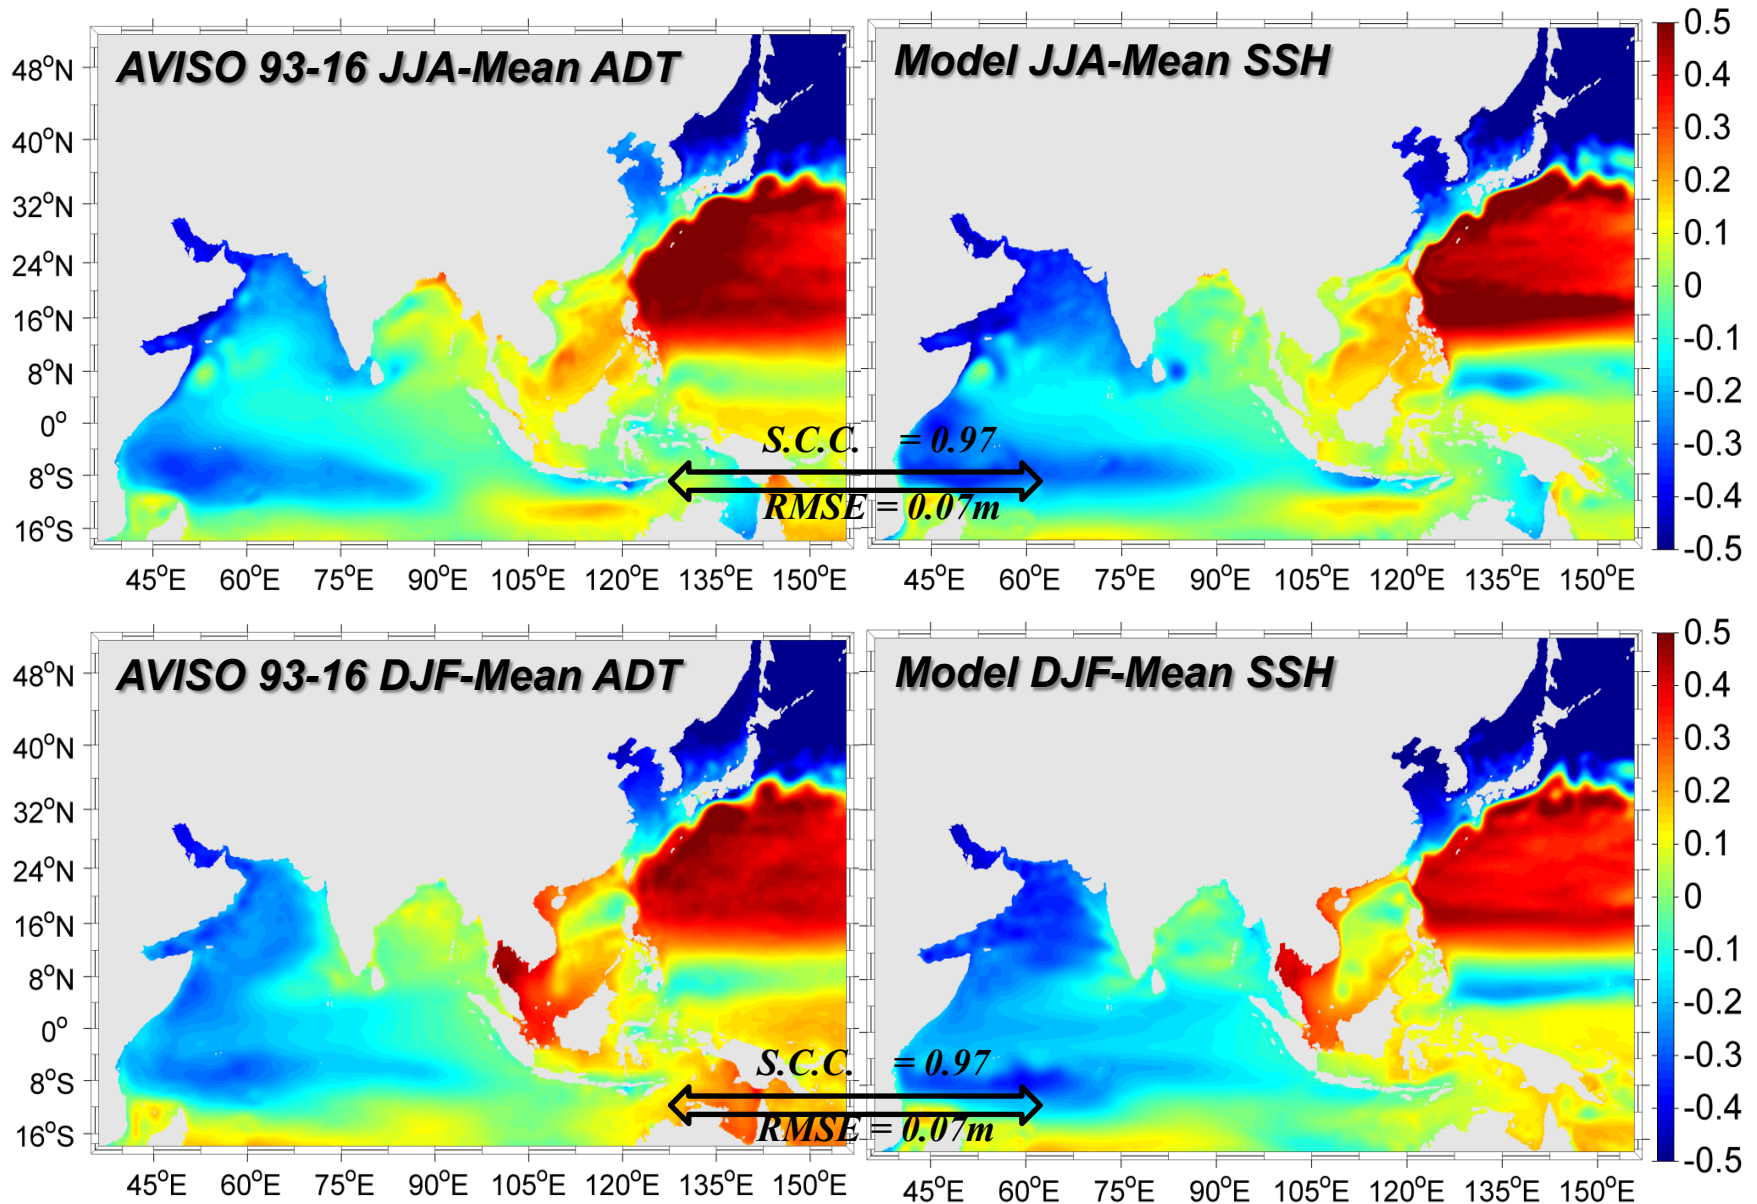 AVISO 93-16 JJA-Mean ADT
Model JJA-Mean SSH
48°N
40°N
32°N
24°N
16°N
8°N
0°
8°S
16°S
45°E 60°E 75°E 90°E 105°E 120°E 135°E 150°E
45°E 60°E 75°E 90°E 105°E 120°E 135°E 150°E
0.5
0.4
0.3
0.2
0.1
0
-0.1
-0.2
-0.3
-0.4
-0.5
S.C.C. = 0.97
RMSE = 0.07m
AVISO 93-16 DJF-Mean ADT
Model DJF-Mean SSH
48°N
40°N
32°N
24°N
16°N
8°N
0°
8°S
16°S
45°E 60°E 75°E 90°E 105°E 120°E 135°E 150°E
45°E 60°E 75°E 90°E 105°E 120°E 135°E 150°E
0.5
0.4
0.3
0.2
0.1
0
-0.1
-0.2
-0.3
-0.4
-0.5
S.C.C. = 0.97
RMSE = 0.07m